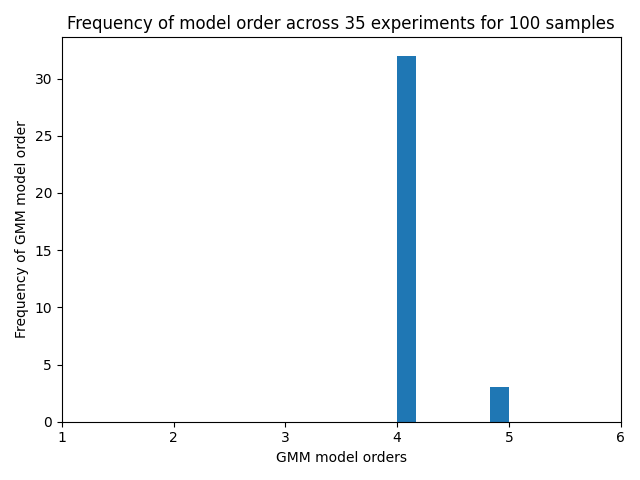 Frequency of model order across 35 experiments for 100 samples
Frequency of GMM model order
30
25
20
15
10
5
0
1 2 3 4 5 6
GMM model orders